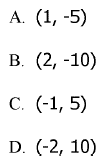 A. (1, -5)
B. (2, -10)
C. (-1, 5)
D. (-2, 10)